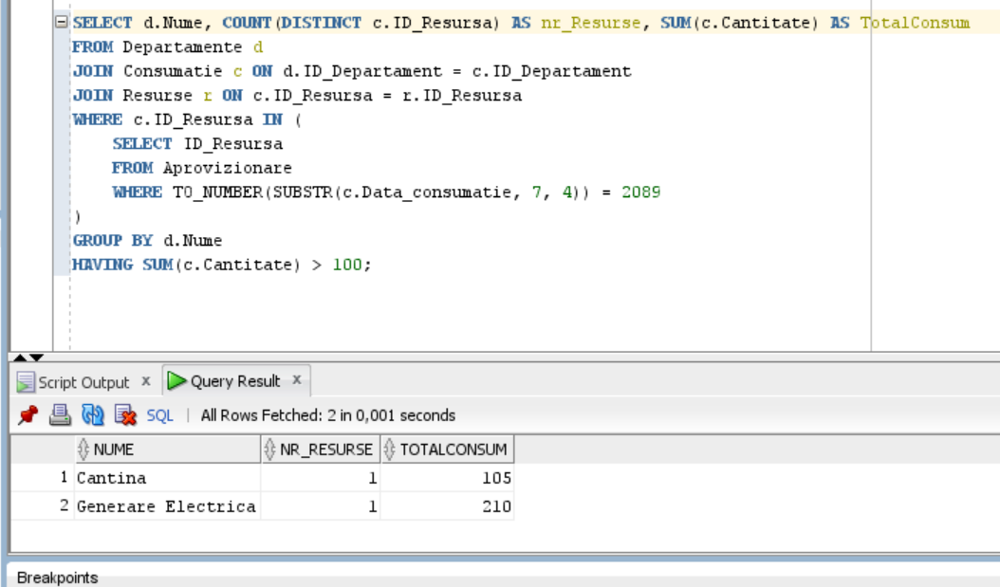 SELECT d.Nume, COUNT(DISTINCT c.ID_Resursa) AS nr_Resurse, SUM(c.Cantitate) AS TotalConsum
FROM Departamente d
JOIN Consumatie c ON d.ID_Departament = c.ID_Departament
JOIN Resurse r ON c.ID_Resursa = r.ID_Resursa
WHERE c.ID_Resursa IN (
    SELECT ID_Resursa
    FROM Aprovizionare
    WHERE TO_NUMBER(SUBSTR(c.Data_consumatie, 7, 4)) = 2089
)
GROUP BY d.Nume
HAVING SUM(c.Cantitate) > 100;
Script Output x Query Result x
SQL | All Rows Fetched: 2 in 0,001 seconds
NUME NR_RESURSE TOTALCONSUM
1 Cantina 1 105
2 Generare Electrica 1 210
Breakpoints